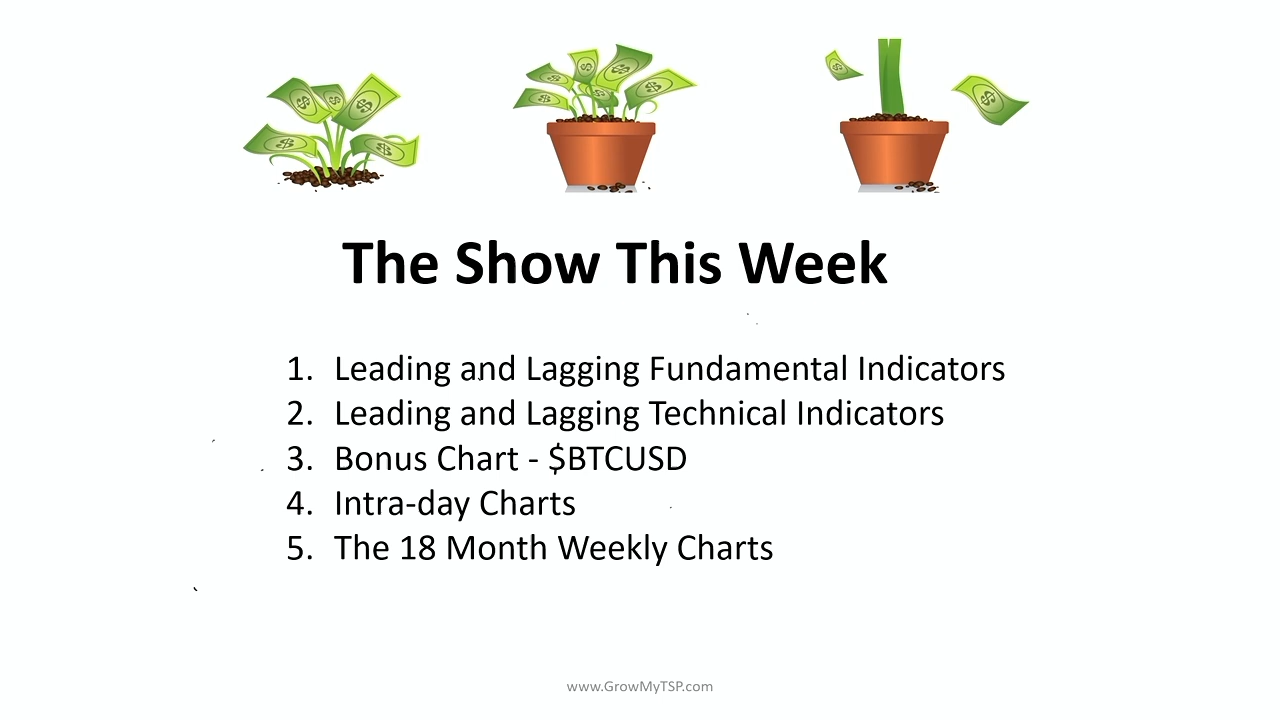 The Show This Week
1. Leading and Lagging Fundamental Indicators
2. Leading and Lagging Technical Indicators
3. Bonus Chart - $BTCUSD
4. Intra-day Charts
5. The 18 Month Weekly Charts
www.GrowMyTSP.com